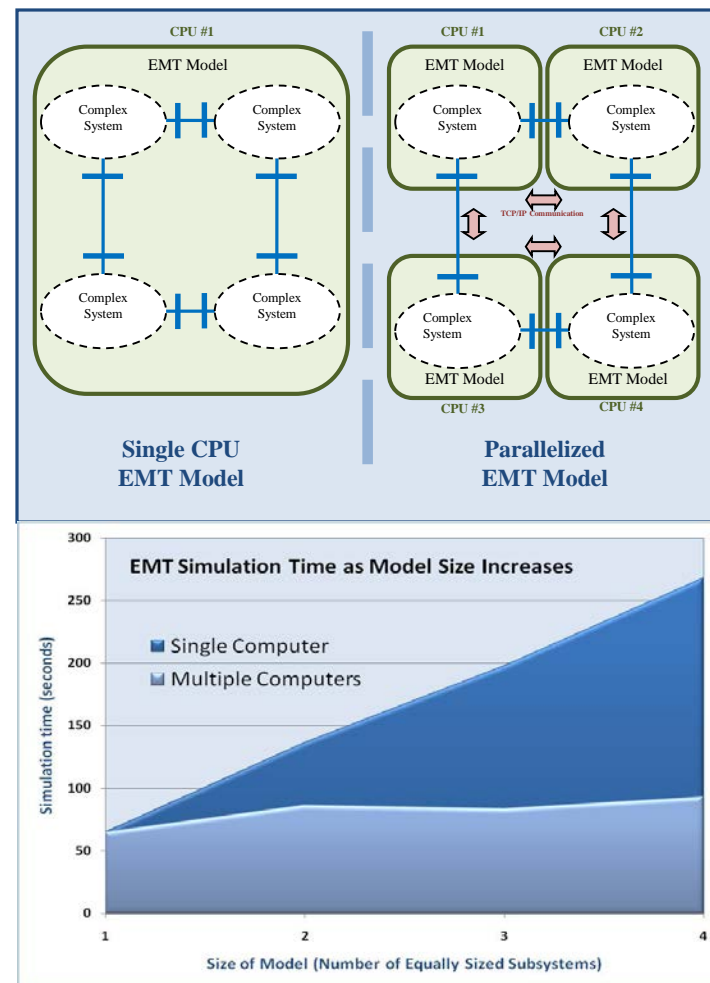 CPU #1
EMT Model
Complex
System
Complex
System
Complex
System
Complex
System
Single CPU
EMT Model
CPU #1
CPU #2
EMT Model
EMT Model
Complex
System
Complex
System
TCP/IP Communication
Complex
System
Complex
System
EMT Model
EMT Model
CPU #3
CPU #4
Parallelized
EMT Model
EMT Simulation Time as Model Size Increases
Single Computer
Multiple Computers
Simulation time (seconds)
300
250
200
150
100
50
0
1
2
3
4
Size of Model (Number of Equally Sized Subsystems)